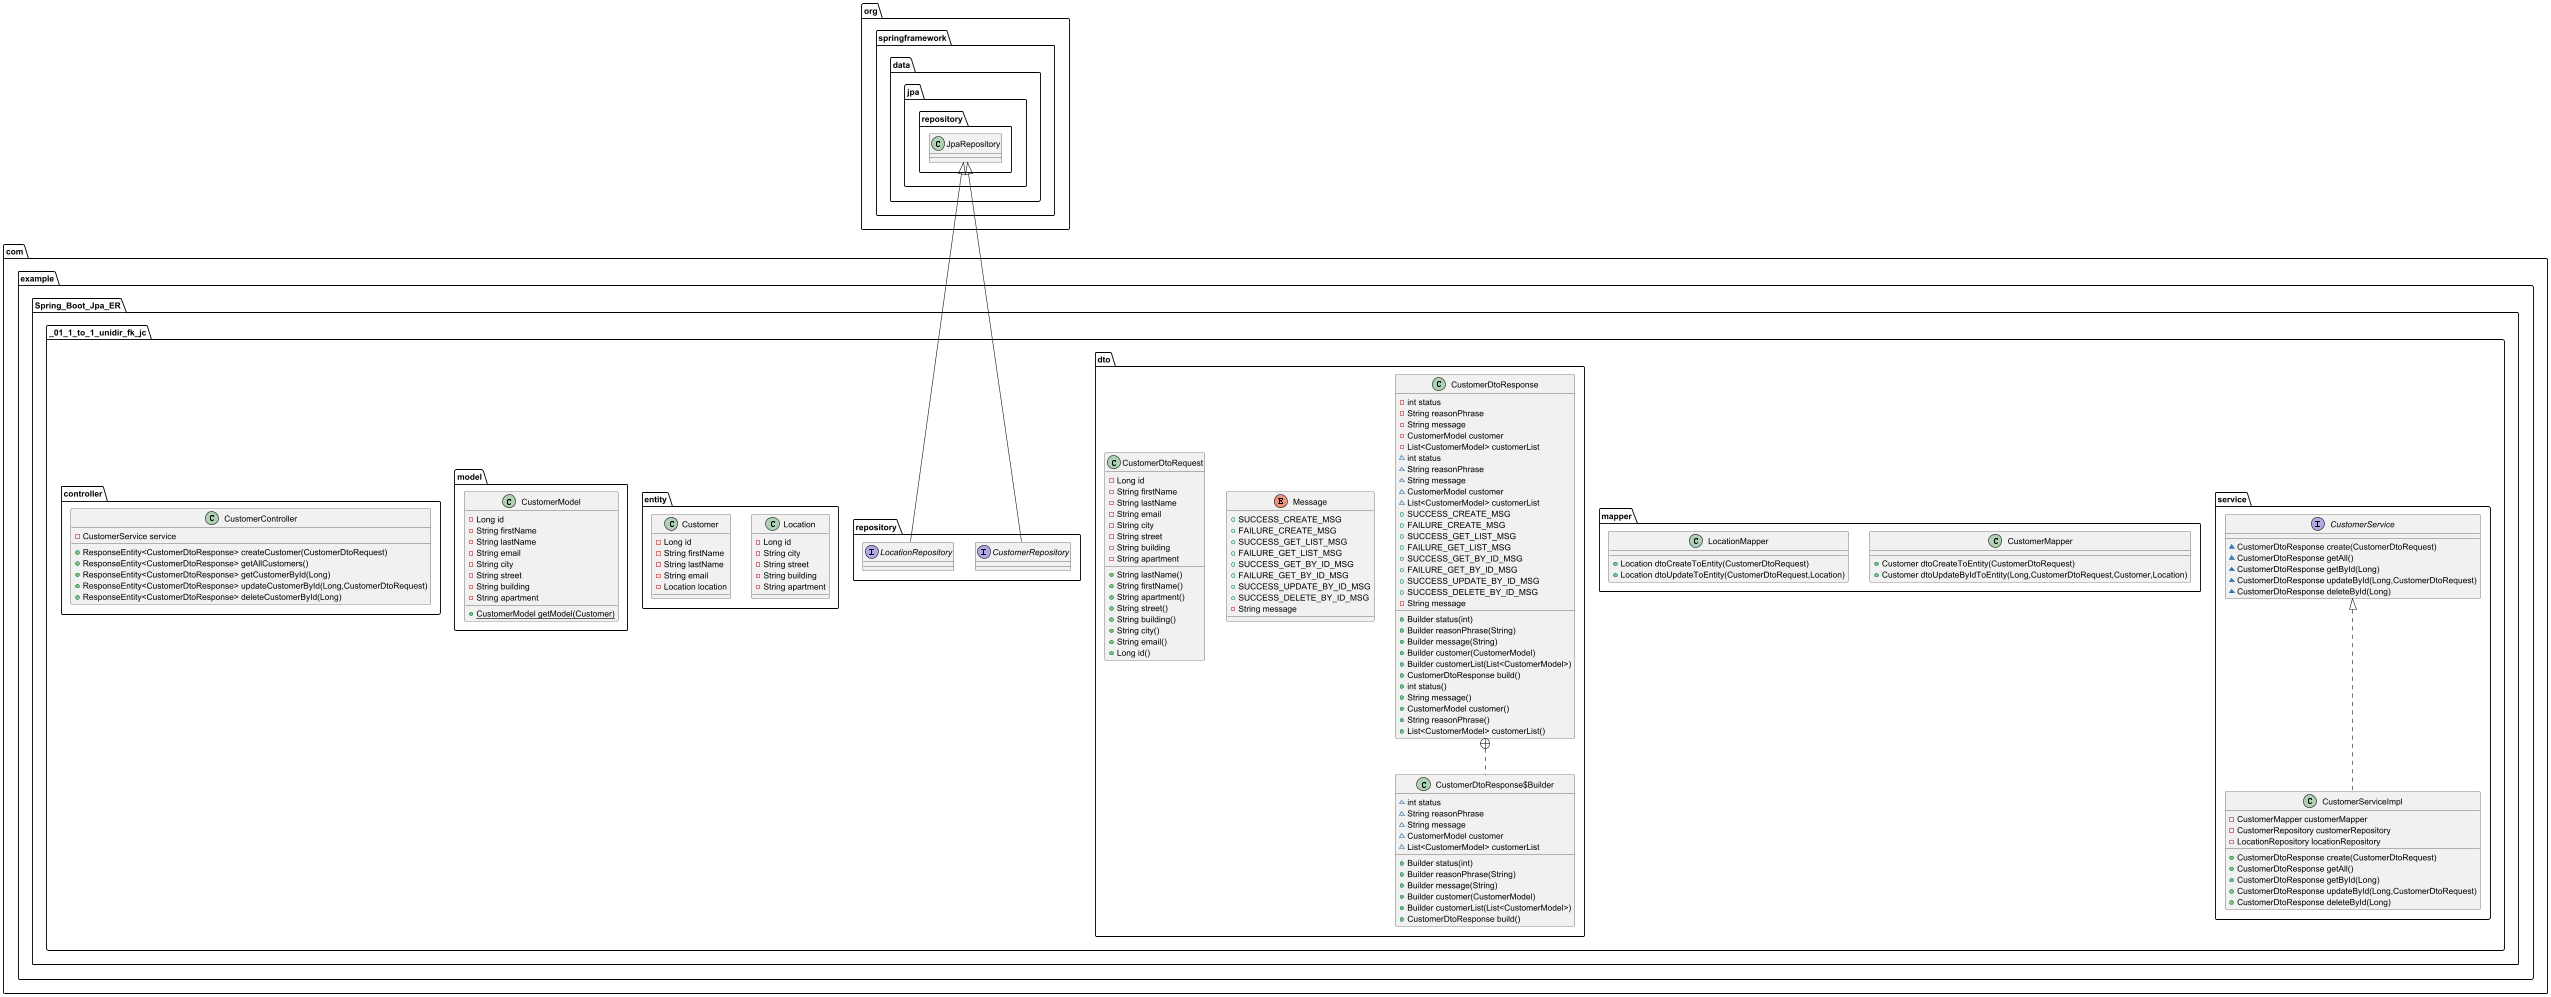 org
springframework
data
jpa
repository
C JpaRepository
com
example
Spring_Boot_Jpa_ER
_01_1_to_1_unidir_fk_jc
controller
C CustomerController
CustomerService service
ResponseEntity<CustomerDtoResponse> createCustomer(CustomerDtoRequest)
ResponseEntity<CustomerDtoResponse> getAllCustomers()
ResponseEntity<CustomerDtoResponse> getCustomerById(Long)
ResponseEntity<CustomerDtoResponse> updateCustomerById(Long,CustomerDtoRequest)
ResponseEntity<CustomerDtoResponse> deleteCustomerById(Long)
model
C CustomerModel
Long id
String firstName
String lastName
String email
String city
String street
String building
String apartment
CustomerModel getModel(Customer)
entity
C Customer
Long id
String firstName
String lastName
String email
Location location
C Location
Long id
String city
String street
String building
String apartment
repository
I LocationRepository
I CustomerRepository
dto
C CustomerDtoRequest
Long id
String firstName
String lastName
String email
String city
String street
String building
String apartment
String lastName()
String firstName()
String apartment()
String street()
String building()
String city()
String email()
Long id()
E Message
SUCCESS_CREATE_MSG
FAILURE_CREATE_MSG
SUCCESS_GET_LIST_MSG
FAILURE_GET_LIST_MSG
SUCCESS_GET_BY_ID_MSG
FAILURE_GET_BY_ID_MSG
SUCCESS_UPDATE_BY_ID_MSG
SUCCESS_DELETE_BY_ID_MSG
String message
C CustomerDtoResponse
int status
String reasonPhrase
String message
CustomerModel customer
List<CustomerModel> customerList
int status
String reasonPhrase
String message
CustomerModel customer
List<CustomerModel> customerList
SUCCESS_CREATE_MSG
FAILURE_CREATE_MSG
SUCCESS_GET_LIST_MSG
FAILURE_GET_LIST_MSG
SUCCESS_GET_BY_ID_MSG
FAILURE_GET_BY_ID_MSG
SUCCESS_UPDATE_BY_ID_MSG
SUCCESS_DELETE_BY_ID_MSG
String message
Builder status(int)
Builder reasonPhrase(String)
Builder message(String)
Builder customer(CustomerModel)
Builder customerList(List<CustomerModel>)
CustomerDtoResponse build()
int status()
String message()
CustomerModel customer()
String reasonPhrase()
List<CustomerModel> customerList()
C CustomerDtoResponse$Builder
int status
String reasonPhrase
String message
CustomerModel customer
List<CustomerModel> customerList
Builder status(int)
Builder reasonPhrase(String)
Builder message(String)
Builder customer(CustomerModel)
Builder customerList(List<CustomerModel>)
CustomerDtoResponse build()
mapper
C LocationMapper
Location dtoCreateToEntity(CustomerDtoRequest)
Location dtoUpdateToEntity(CustomerDtoRequest,Location)
C CustomerMapper
Customer dtoCreateToEntity(CustomerDtoRequest)
Customer dtoUpdateByIdToEntity(Long,CustomerDtoRequest,Customer,Location)
service
I CustomerService
CustomerDtoResponse create(CustomerDtoRequest)
CustomerDtoResponse getAll()
CustomerDtoResponse getById(Long)
CustomerDtoResponse updateById(Long,CustomerDtoRequest)
CustomerDtoResponse deleteById(Long)
C CustomerServiceImpl
CustomerMapper customerMapper
CustomerRepository customerRepository
LocationRepository locationRepository
CustomerDtoResponse create(CustomerDtoRequest)
CustomerDtoResponse getAll()
CustomerDtoResponse getById(Long)
CustomerDtoResponse updateById(Long,CustomerDtoRequest)
CustomerDtoResponse deleteById(Long)